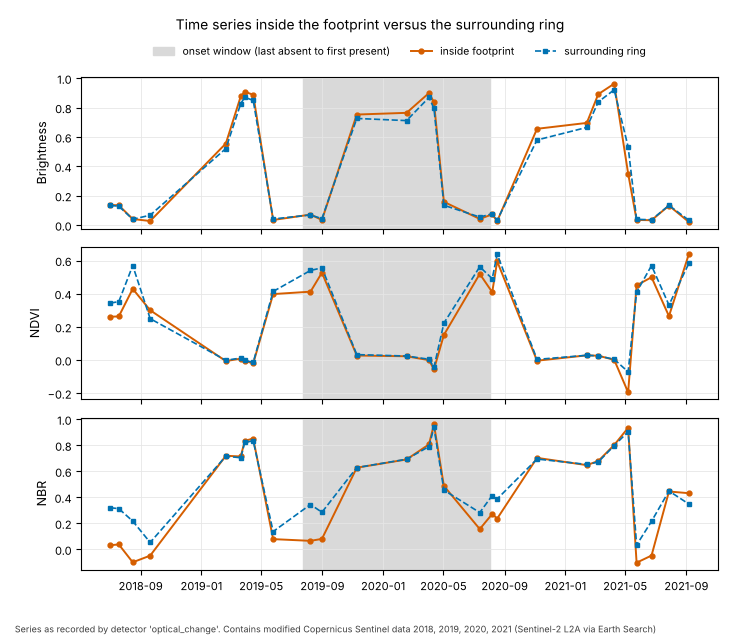 Time series inside the footprint versus the surrounding ring
onset window (last absent to first present) inside footprint surrounding ring
Brightness
1.0
0.8
0.6
0.4
0.2
0.0
NDVI
0.6
0.4
0.2
0.0
−0.2
NBR
1.0
0.8
0.6
0.4
0.2
0.0
2018-09 2019-01 2019-05 2019-09 2020-01 2020-05 2020-09 2021-01 2021-05 2021-09
Series as recorded by detector 'optical_change'. Contains modified Copernicus Sentinel data 2018, 2019, 2020, 2021 (Sentinel-2 L2A via Earth Search)